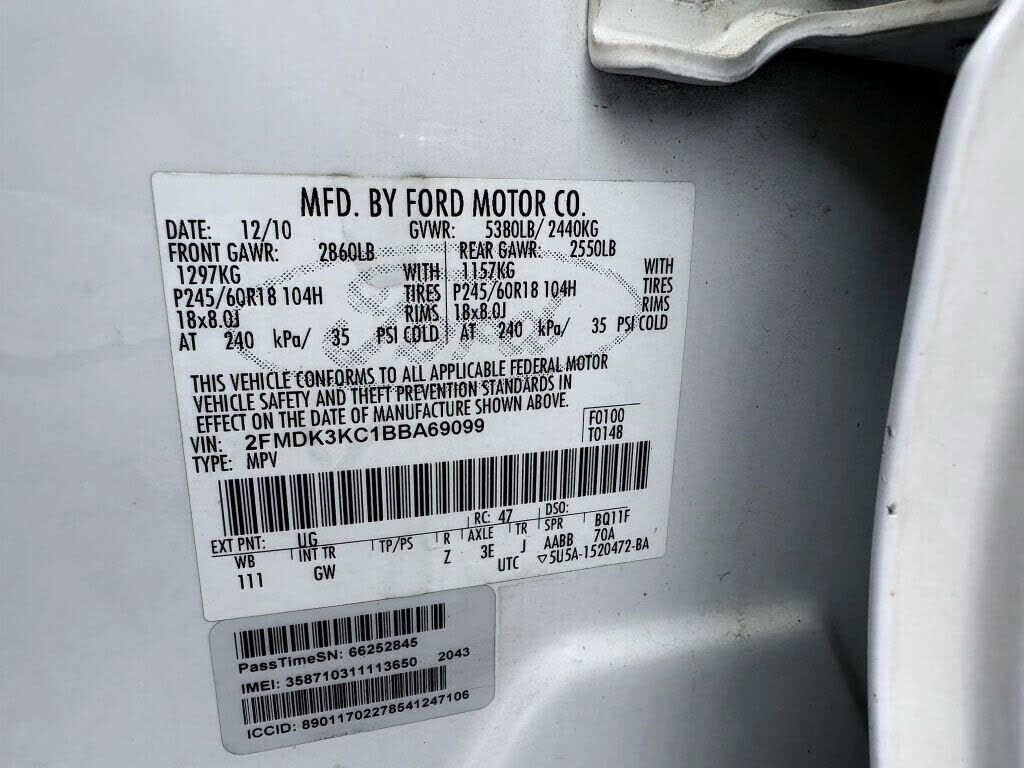 MFD. BY FORD MOTOR CO.
DATE: 12/10 GVWR: 5380LB/ 2440KG
FRONT GAWR: 2860LB REAR GAWR: 2550LB
1297KG WITH 1157KG WITH
P245/60R18 104H TIRES P245/60R18 104H TIRES
18x8.0J RIMS 18x8.0J RIMS
AT 240 kPa/ 35 PSI COLD AT 240 kPa/ 35 PSI COLD
THIS VEHICLE CONFORMS TO ALL APPLICABLE FEDERAL MOTOR
VEHICLE SAFETY AND THEFT PREVENTION STANDARDS IN
EFFECT ON THE DATE OF MANUFACTURE SHOWN ABOVE.
VIN: 2FMDK3KC1BBA69099 F0100
TYPE: MPV T0148
EXT PNT: UG RC: 47 DSO:
WB INT TR TP/PS R AXLE TR SPR BQ11F
111 GW Z 3E J AABB 70A
UTC ▽5U5A-1520472-BA
PassTimeSN: 66252845
IMEI: 358710311113650 2043
ICCID: 89011702278541247106